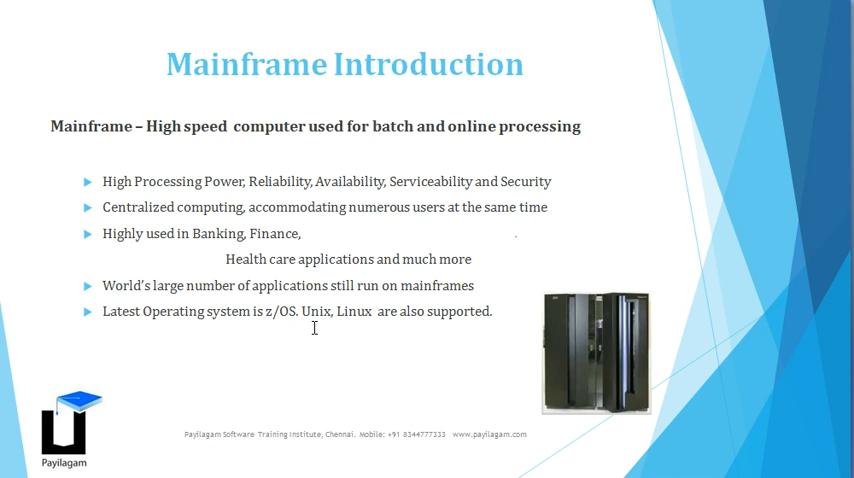 Mainframe Introduction
Mainframe – High speed computer used for batch and online processing
High Processing Power, Reliability, Availability, Serviceability and Security
Centralized computing, accommodating numerous users at the same time
Highly used in Banking, Finance,
Health care applications and much more
World's large number of applications still run on mainframes
Latest Operating system is z/OS. Unix, Linux are also supported.
Payilagam Software Training Institute, Chennai. Mobile: +91 8344777333 www.payilagam.com
Payilagam